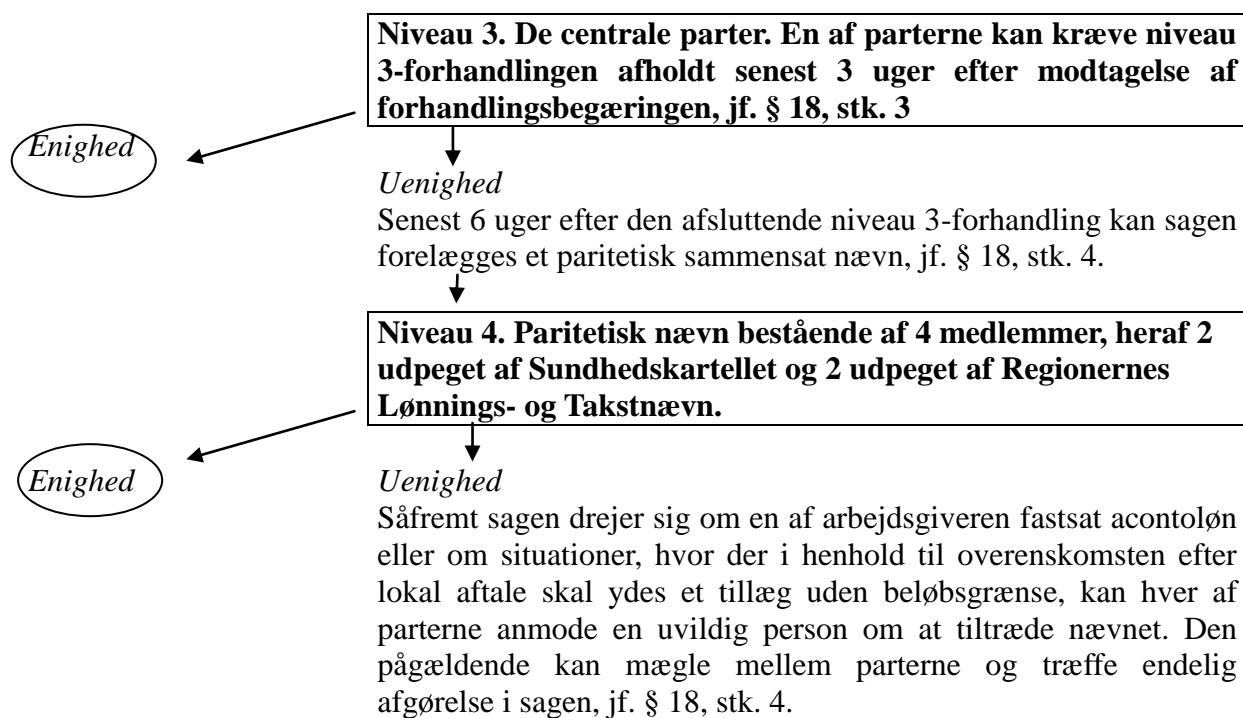 Niveau 3. De centrale parter. En af parterne kan kræve niveau
3-forhandlingen afholdt senest 3 uger efter modtagelse af
forhandlingsbegæringen, jf. § 18, stk. 3
Enighed
Uenighed
Senest 6 uger efter den afsluttende niveau 3-forhandling kan sagen
forelægges et paritetisk sammensat nævn, jf. § 18, stk. 4.
Niveau 4. Paritetisk nævn bestående af 4 medlemmer, heraf 2
udpeget af Sundhedskartellet og 2 udpeget af Regionernes
Lønnings- og Takstnævn.
Enighed
Uenighed
Såfremt sagen drejer sig om en af arbejdsgiveren fastsat acontoløn
eller om situationer, hvor der i henhold til overenskomsten efter
lokal aftale skal ydes et tillæg uden beløbsgrænse, kan hver af
parterne anmode en uvildig person om at tiltræde nævnet. Den
pågældende kan mægle mellem parterne og træffe endelig
afgørelse i sagen, jf. § 18, stk. 4.